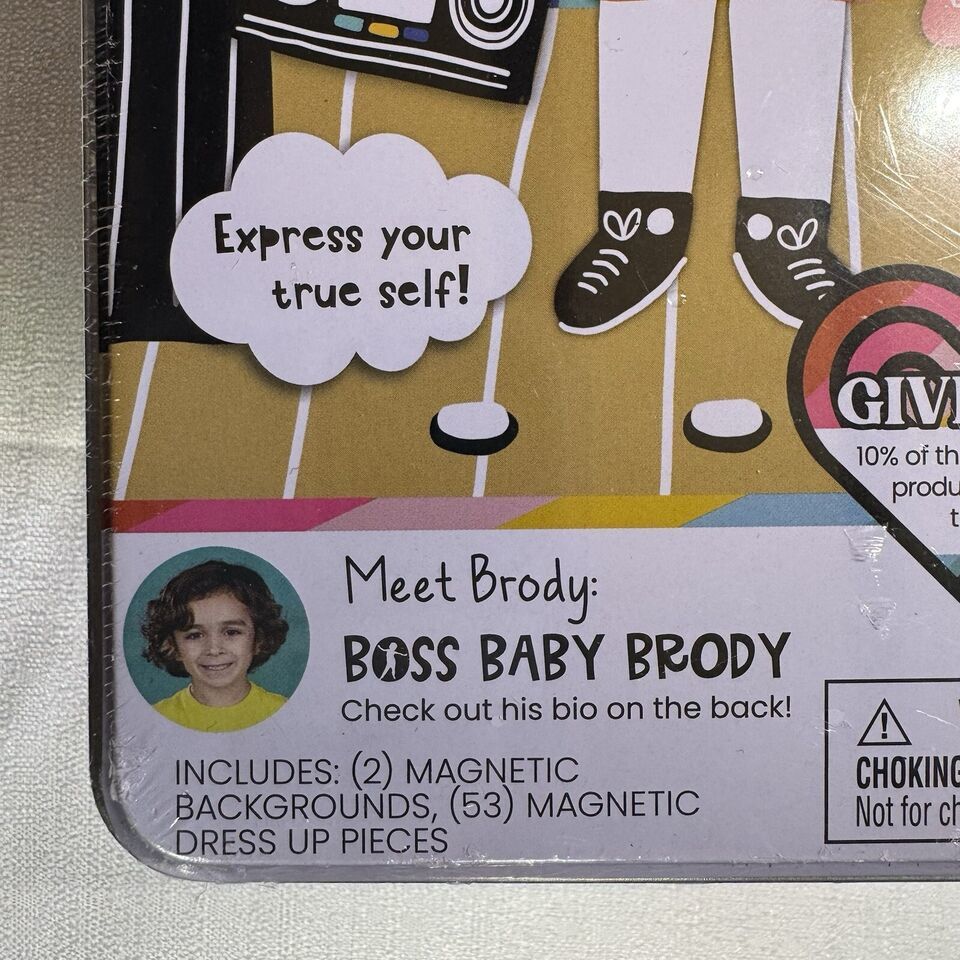 Express your
true self!
GIV
10% of th
produ
t
Meet Brody:
BOSS BABY BRODY
Check out his bio on the back!
INCLUDES: (2) MAGNETIC
BACKGROUNDS, (53) MAGNETIC
DRESS UP PIECES
CHOKING
Not for ch